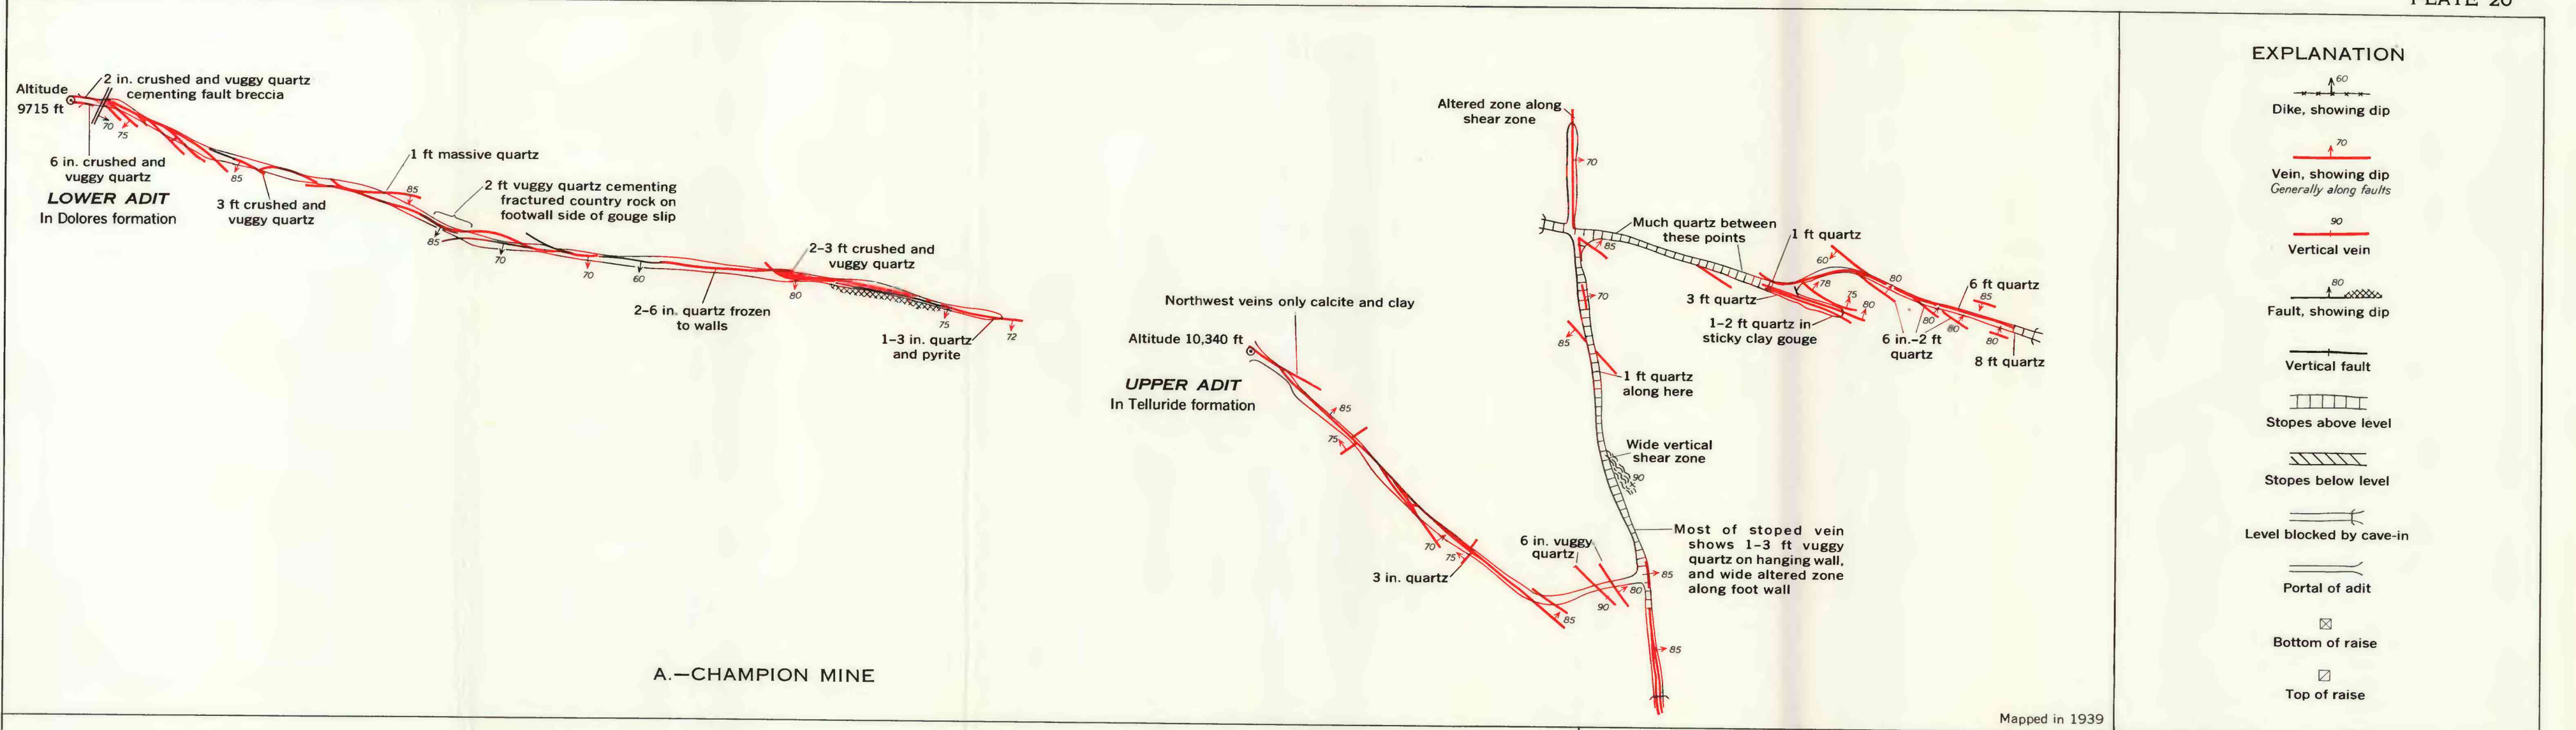 PLATE 20
2 in. crushed and vuggy quartz
cementing fault breccia
Altitude
9715 ft
70
75
6 in. crushed and
vuggy quartz
LOWER ADIT
In Dolores formation
85
3 ft crushed and
vuggy quartz
1 ft massive quartz
85
2 ft vuggy quartz cementing
fractured country rock on
footwall side of gouge slip
85
70
70
60
2-3 ft crushed and
vuggy quartz
80
2-6 in. quartz frozen
to walls
75
72
1-3 in. quartz
and pyrite
A.—CHAMPION MINE
Altered zone along
shear zone
70
Much quartz between
these points
1 ft quartz
85
60
80
6 ft quartz
85
78
75
80
3 ft quartz
70
1-2 ft quartz in
sticky clay gouge
80
80
6 in.-2 ft
quartz
80
8 ft quartz
85
1 ft quartz
along here
Northwest veins only calcite and clay
Altitude 10,340 ft
UPPER ADIT
In Telluride formation
85
75
Wide vertical
shear zone
90
70
75
3 in. quartz
6 in. vuggy
quartz
Most of stoped vein
shows 1-3 ft vuggy
quartz on hanging wall,
and wide altered zone
along foot wall
85
80
90
85
85
Mapped in 1939
EXPLANATION
60
Dike, showing dip
70
Vein, showing dip
Generally along faults
90
Vertical vein
80
Fault, showing dip
Vertical fault
Stopes above level
Stopes below level
Level blocked by cave-in
Portal of adit
Bottom of raise
Top of raise